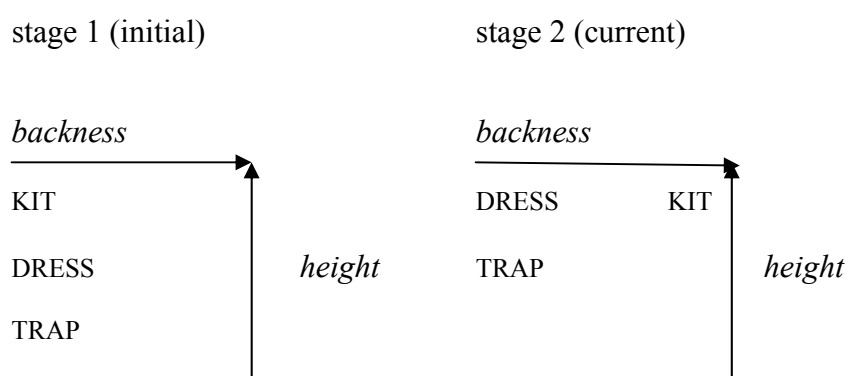 stage 1 (initial) stage 2 (current)
backness backness
KIT DRESS KIT
DRESS height TRAP height
TRAP